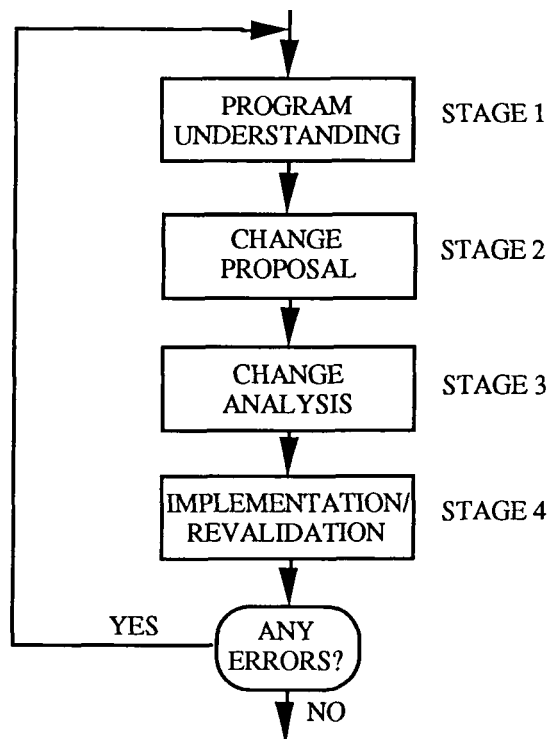 PROGRAM
UNDERSTANDING
STAGE 1
CHANGE
PROPOSAL
STAGE 2
CHANGE
ANALYSIS
STAGE 3
IMPLEMENTATION/
REVALIDATION
STAGE 4
YES
ANY
ERRORS?
NO